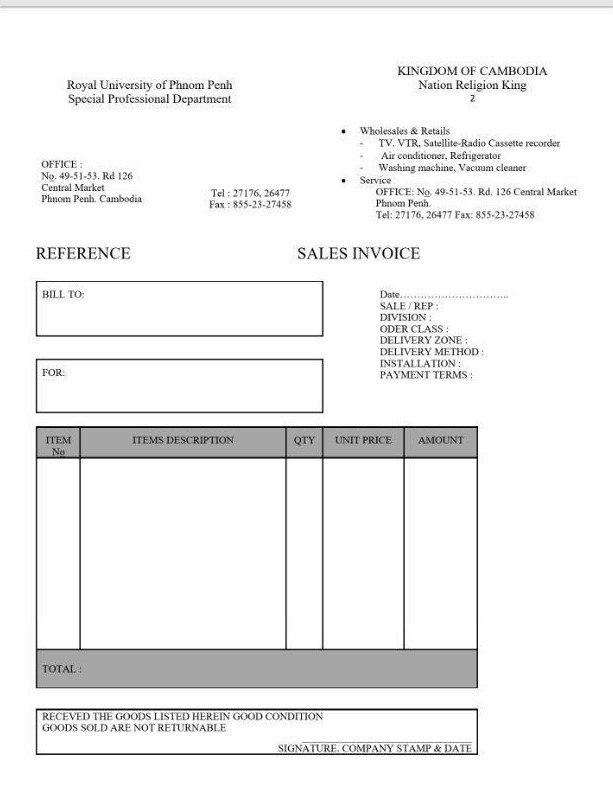 Royal University of Phnom Penh
Special Professional Department
KINGDOM OF CAMBODIA
Nation Religion King
2
• Wholesales & Retails
- TV. VTR, Satellite-Radio Cassette recorder
- Air conditioner, Refrigerator
- Washing machine, Vacuum cleaner
• Service
OFFICE: No. 49-51-53. Rd. 126 Central Market
Phnom Penh.
Tel: 27176, 26477 Fax: 855-23-27458
OFFICE :
No. 49-51-53. Rd 126
Central Market
Phnom Penh. Cambodia
Tel : 27176, 26477
Fax : 855-23-27458
REFERENCE
SALES INVOICE
BILL TO:
FOR:
Date…………………………..
SALE / REP :
DIVISION :
ODER CLASS :
DELIVERY ZONE :
DELIVERY METHOD :
INSTALLATION :
PAYMENT TERMS :
ITEM No ITEMS DESCRIPTION QTY UNIT PRICE AMOUNT
TOTAL :
RECEVED THE GOODS LISTED HEREIN GOOD CONDITION
GOODS SOLD ARE NOT RETURNABLE
SIGNATURE. COMPANY STAMP & DATE